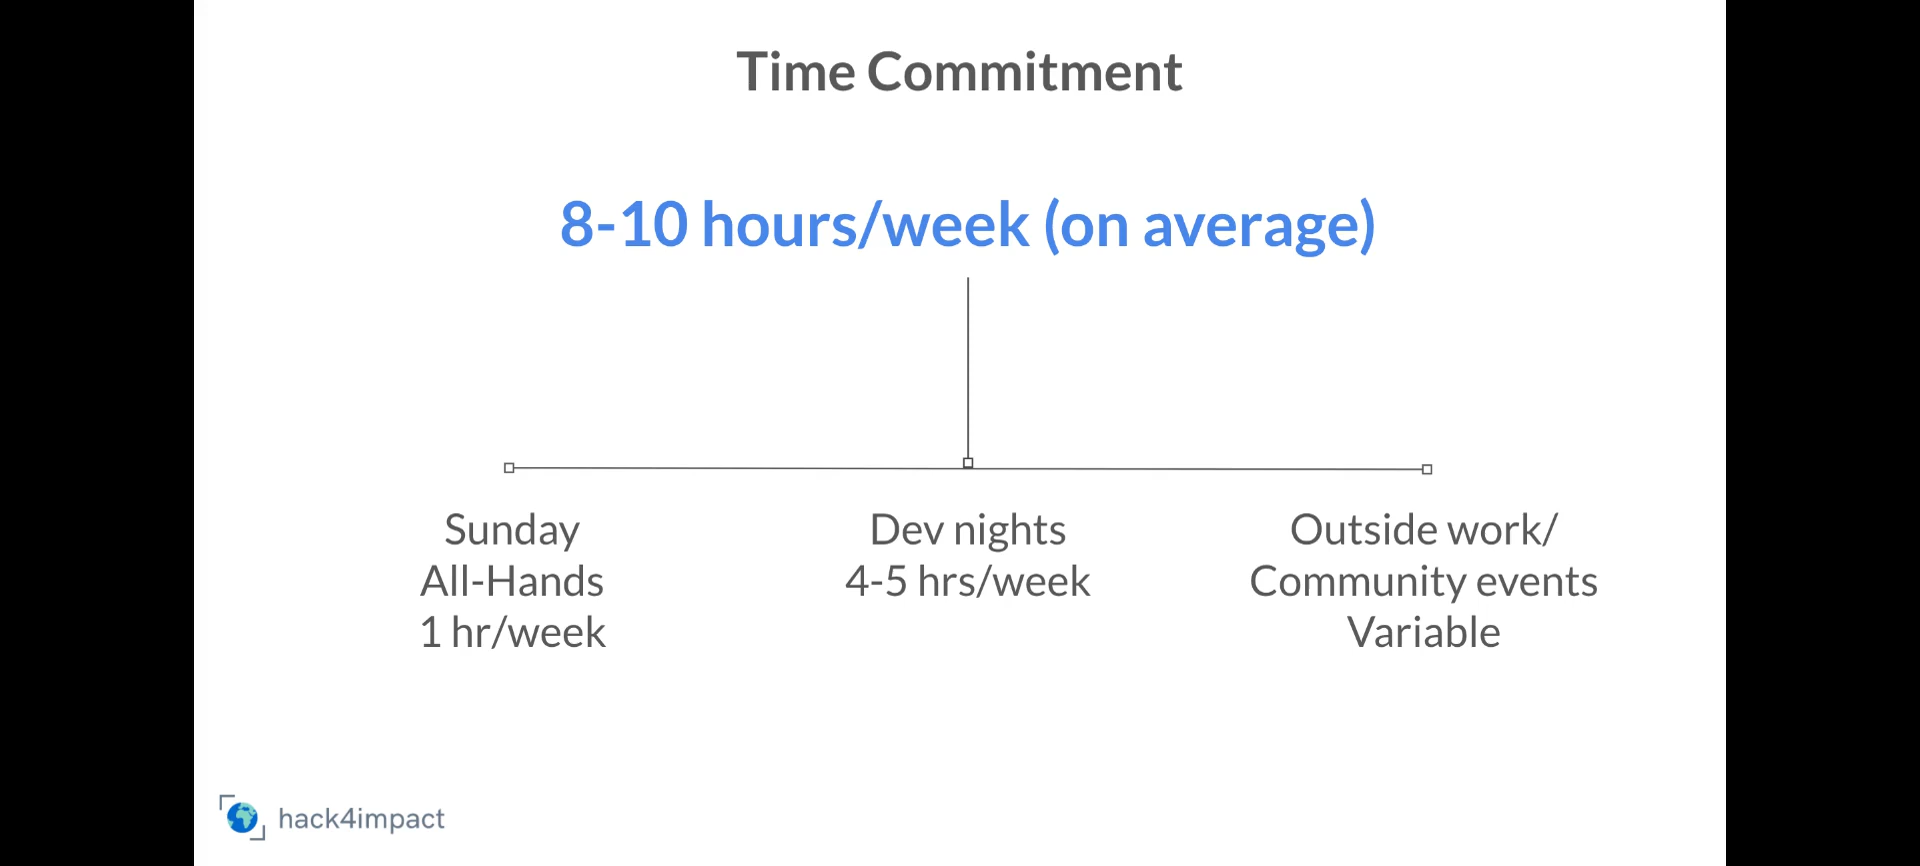 Time Commitment
8-10 hours/week (on average)
Sunday
All-Hands
1 hr/week
Dev nights
4-5 hrs/week
Outside work/
Community events
Variable
hack4impact